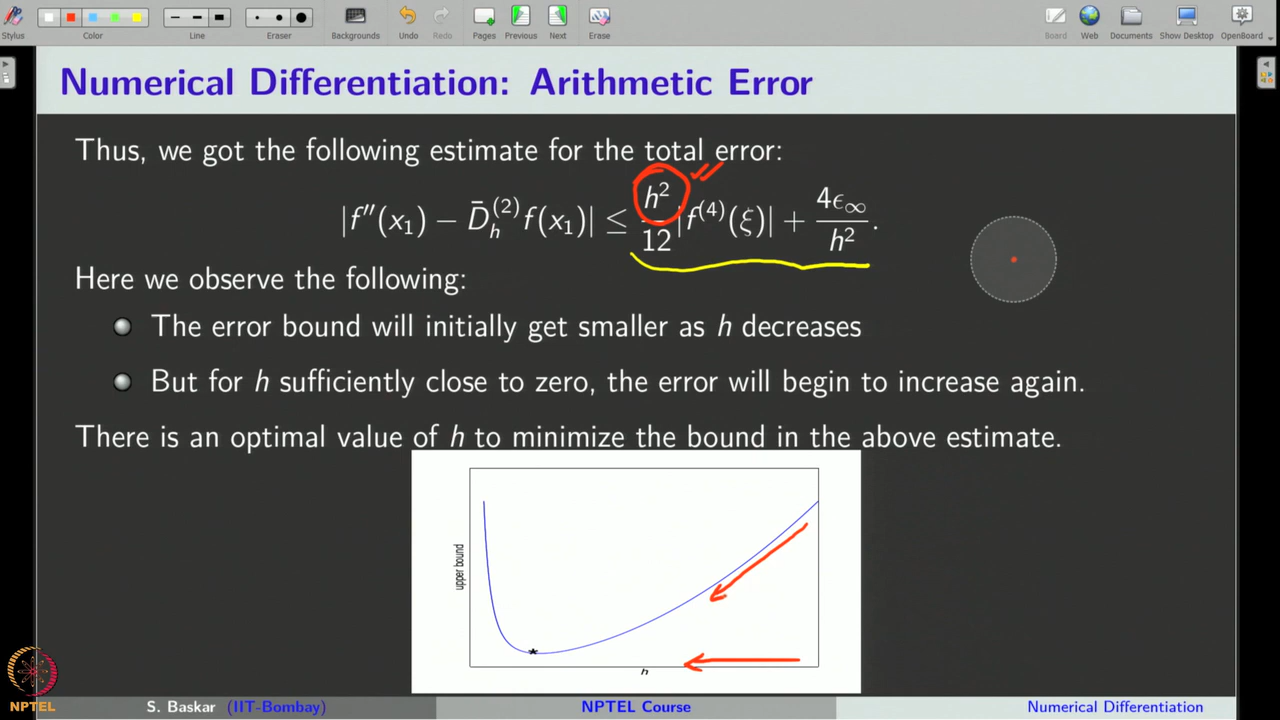 Stylus Color Line Eraser Backgrounds Undo Redo Pages Previous Next Erase Board Web Documents Show Desktop OpenBoard
Numerical Differentiation: Arithmetic Error
Thus, we got the following estimate for the total error:
|f''(x₁) − D̄ₕ⁽²⁾f(x₁)| ≤ h²/12 |f⁽⁴⁾(ξ)| + 4ϵ∞/h².
Here we observe the following:
The error bound will initially get smaller as h decreases
But for h sufficiently close to zero, the error will begin to increase again.
There is an optimal value of h to minimize the bound in the above estimate.
upper bound
*
h
NPTEL
S. Baskar (IIT-Bombay) NPTEL Course Numerical Differentiation